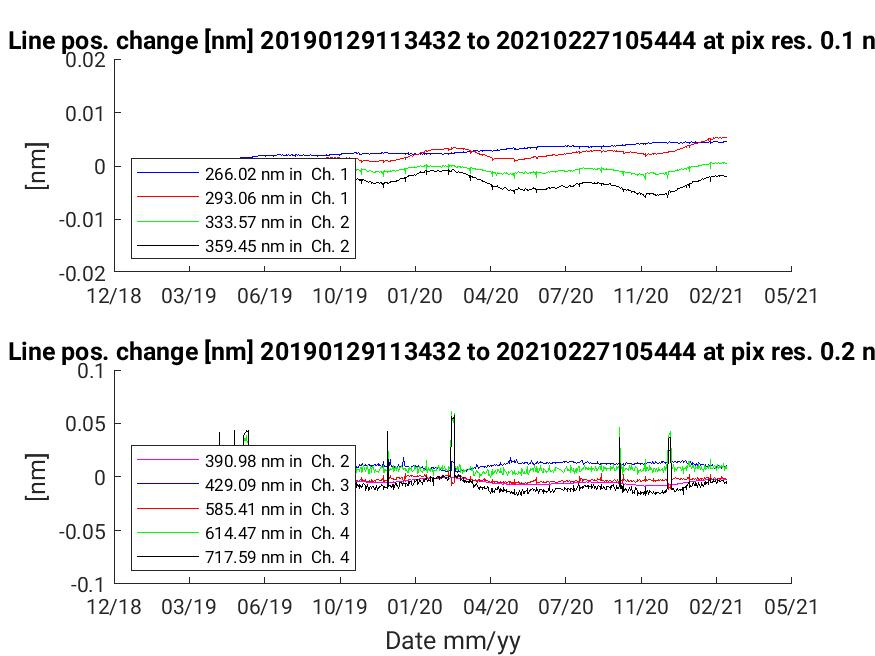 Line pos. change [nm] 20190129113432 to 20210227105444 at pix res. 0.1 n
0.02
0.01
0
-0.01
-0.02
[nm]
266.02 nm in Ch. 1
293.06 nm in Ch. 1
333.57 nm in Ch. 2
359.45 nm in Ch. 2
12/18 03/19 06/19 10/19 01/20 04/20 07/20 11/20 02/21 05/21
Line pos. change [nm] 20190129113432 to 20210227105444 at pix res. 0.2 n
0.1
0.05
0
-0.05
-0.1
[nm]
390.98 nm in Ch. 2
429.09 nm in Ch. 3
585.41 nm in Ch. 3
614.47 nm in Ch. 4
717.59 nm in Ch. 4
12/18 03/19 06/19 10/19 01/20 04/20 07/20 11/20 02/21 05/21
Date mm/yy